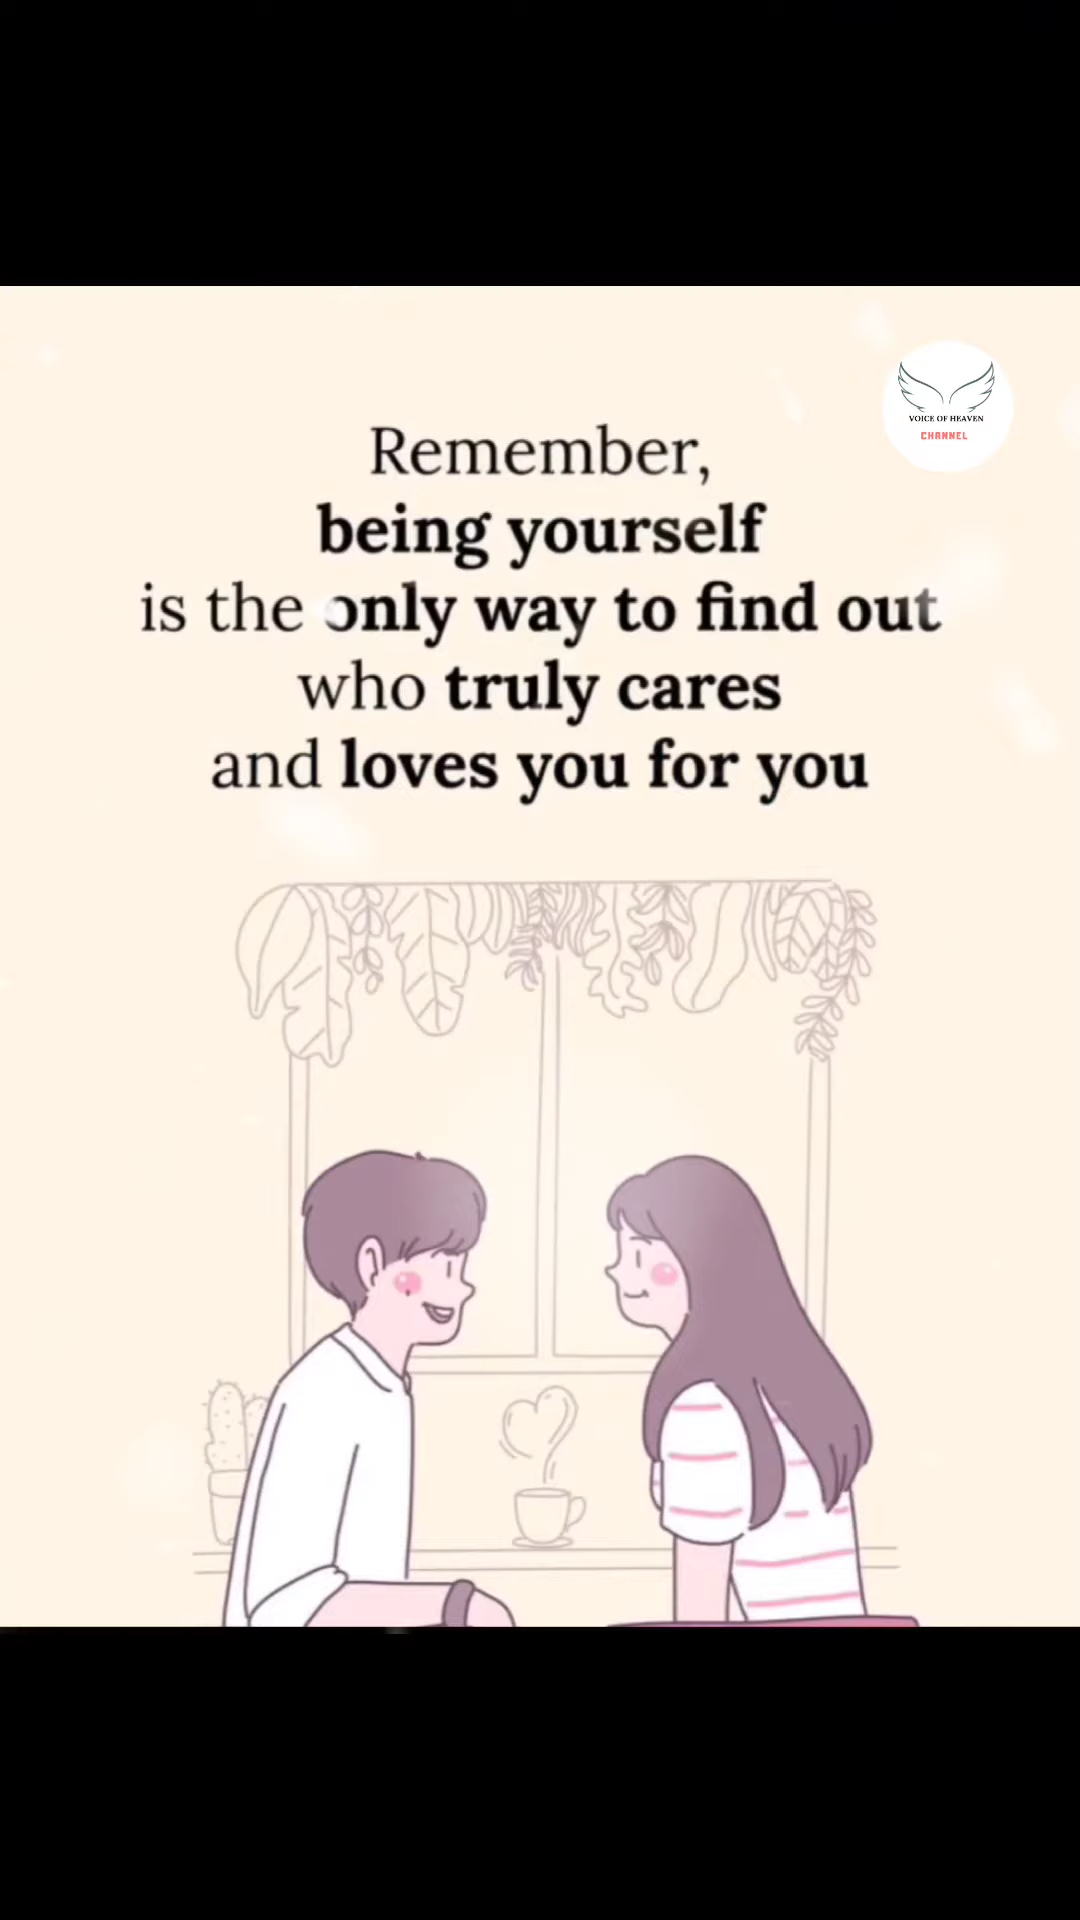 VOICE OF HEAVEN
CHANNEL
Remember,
being yourself
is the only way to find out
who truly cares
and loves you for you